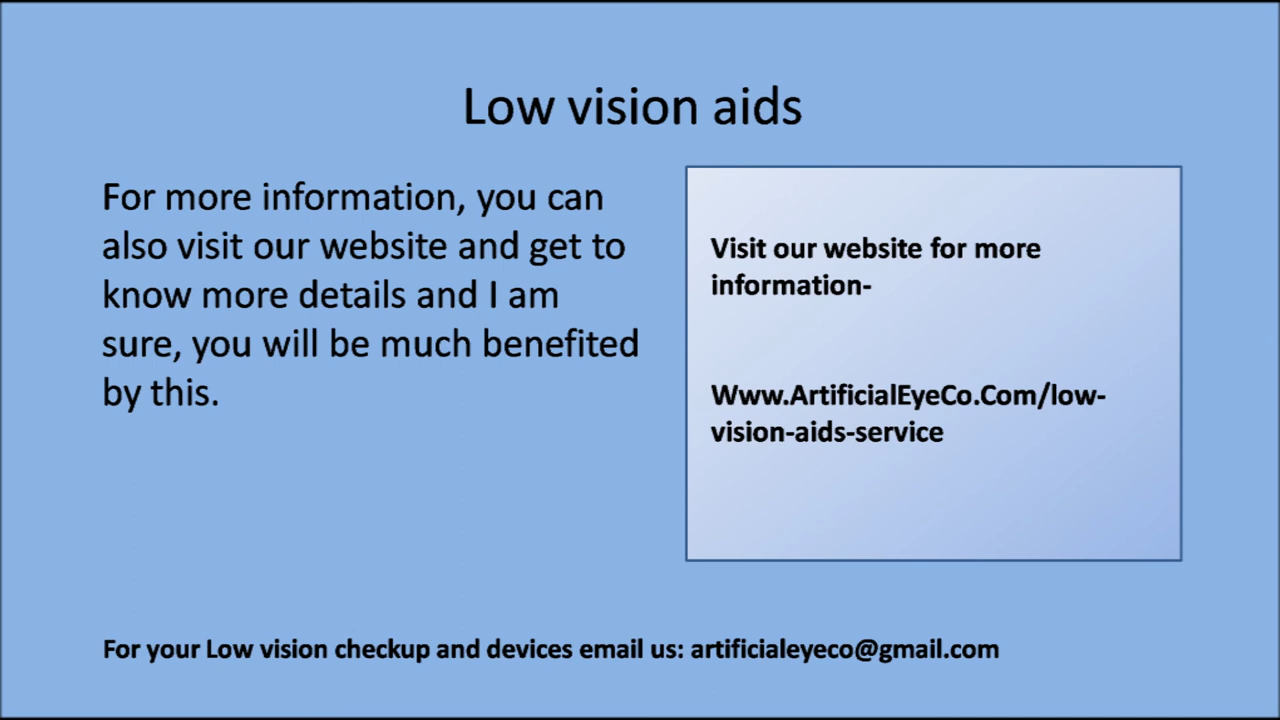 Low vision aids
For more information, you can
also visit our website and get to
know more details and I am
sure, you will be much benefited
by this.
Visit our website for more
information-
Www.ArtificialEyeCo.Com/low-
vision-aids-service
For your Low vision checkup and devices email us: artificialeyeco@gmail.com